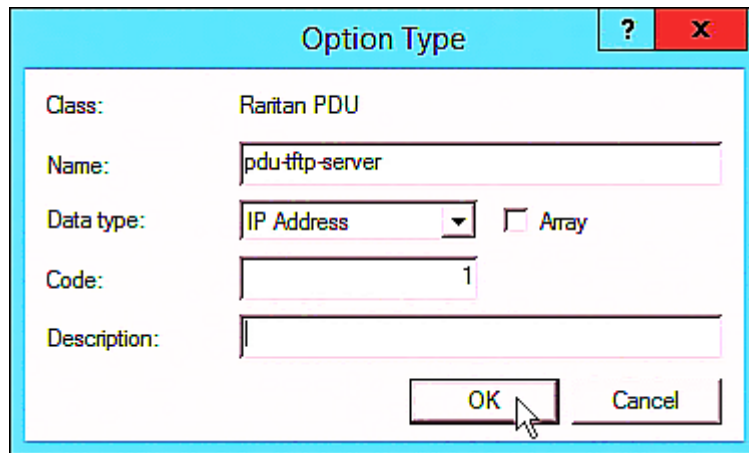 Option Type
?
x
Class: Raritan PDU
Name: pdu-tftp-server
Data type: IP Address Array
Code: 1
Description:
OK Cancel